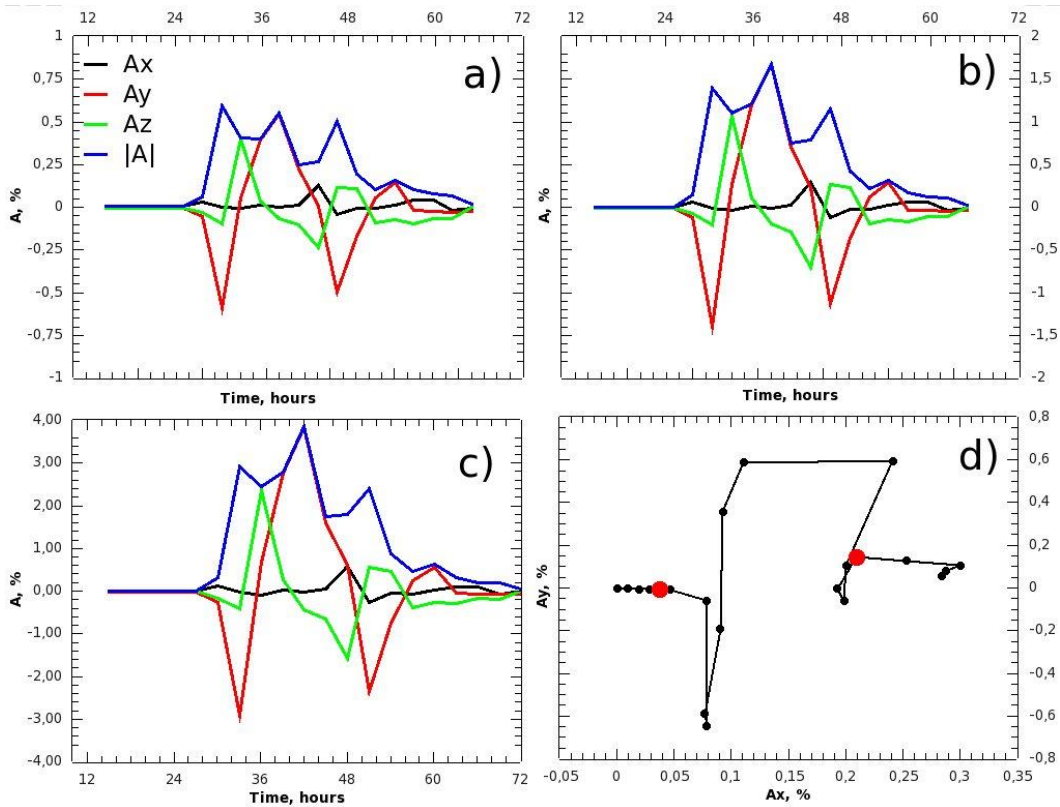 12 24 36 48 60 72
12 24 36 48 60 72
1
0,75
0,5
0,25
0
-0,25
-0,5
-0,75
-1
A, %
Ax
Ay
Az
|A|
a)
Time, hours
b)
2
1,5
1
0,5
0
-0,5
-1
-1,5
-2
A, %
Time, hours
4,00
3,00
2,00
1,00
0,00
-1,00
-2,00
-3,00
-4,00
A, %
c)
12 24 36 48 60 72
Time, hours
d)
0,8
0,6
0,4
0,2
0
-0,2
-0,4
-0,6
-0,8
Ay, %
-0,05 0 0,05 0,1 0,15 0,2 0,25 0,3 0,35
Ax, %